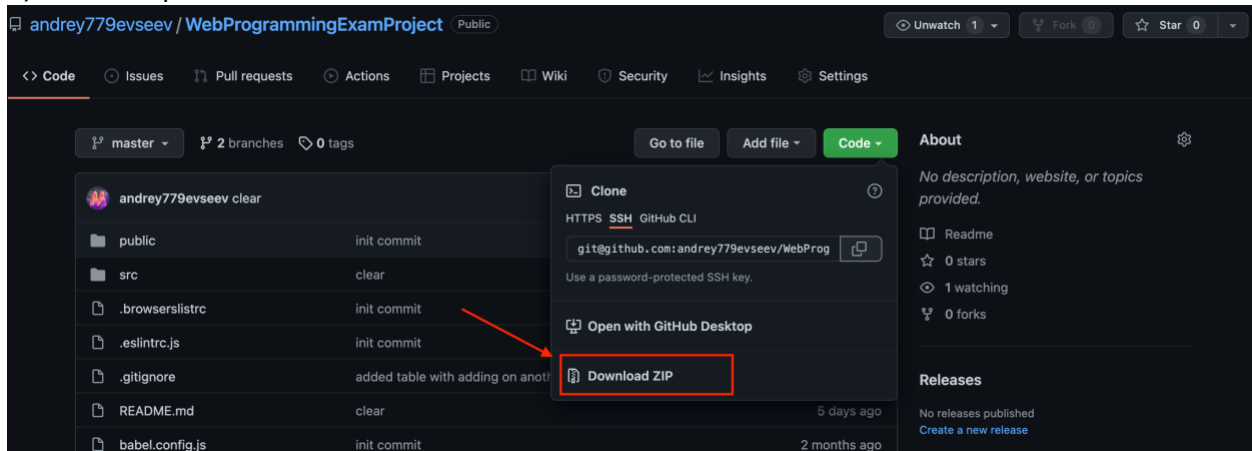 andrey779evseev / WebProgrammingExamProject Public
Unwatch 1 Fork 0 Star 0
<> Code Issues Pull requests Actions Projects Wiki Security Insights Settings
master 2 branches 0 tags Go to file Add file Code
andrey779evseev clear
public init commit
src clear
.browserslistrc init commit
.eslintrc.js init commit
.gitignore added table with adding on anoth
README.md clear 5 days ago
babel.config.js init commit 2 months ago
Clone
HTTPS SSH GitHub CLI
git@github.com:andrey779evseev/WebProg
Use a password-protected SSH key.
Open with GitHub Desktop
Download ZIP
About
No description, website, or topics
provided.
Readme
0 stars
1 watching
0 forks
Releases
No releases published
Create a new release